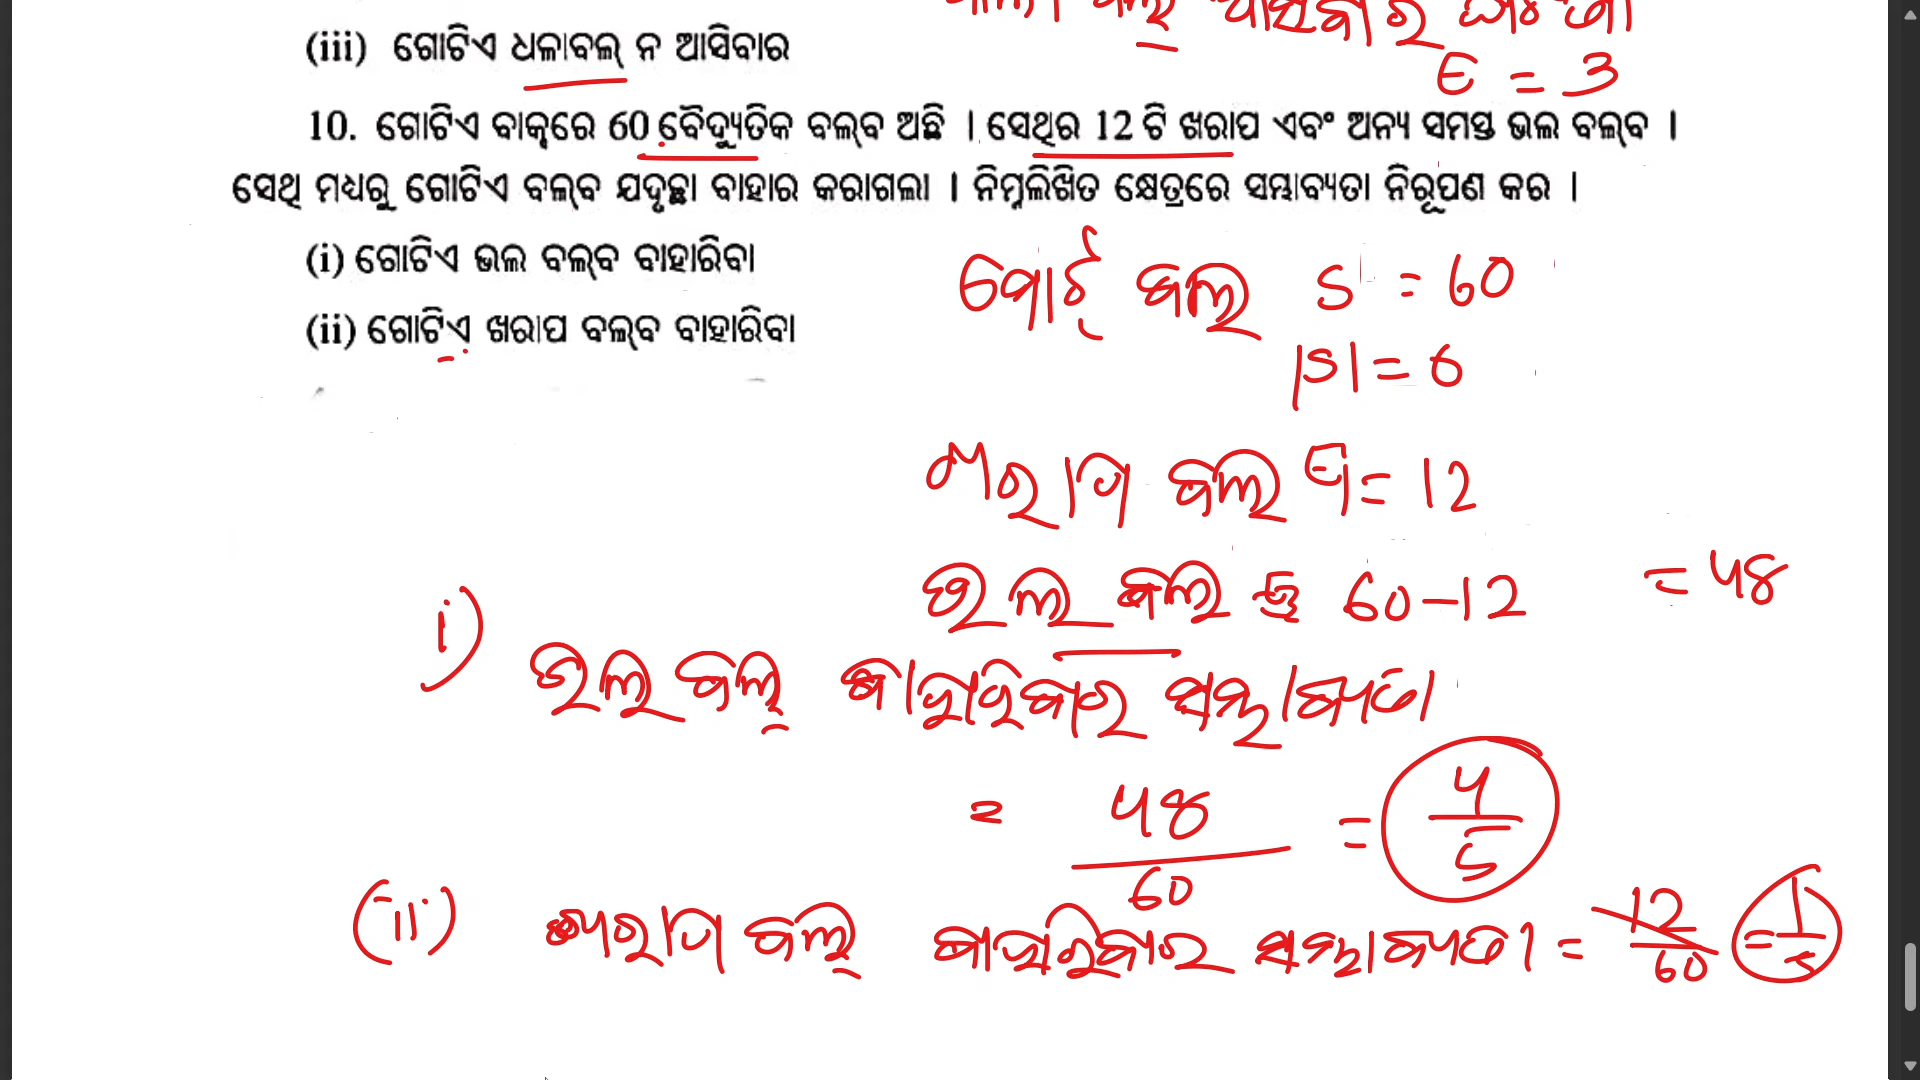 (iii) ଗୋଟିଏ ଧଳାବଲ୍ ନ ଆସିବାର
E = 3
10. ଗୋଟିଏ ବାକ୍ସରେ 60 ବୈଦ୍ୟୁତିକ ବଲ୍‌ବ ଅଛି । ସେଥିର 12 ଟି ଖରାପ ଏବଂ ଅନ୍ୟ ସମସ୍ତ ଭଲ ବଲ୍‌ବ ।
ସେଥି ମଧ୍ଯରୁ ଗୋଟିଏ ବଲ୍‌ବ ଯଦୃଚ୍ଛା ବାହାର କରାଗଲା । ନିମ୍ନଲିଖିତ କ୍ଷେତ୍ରରେ ସମ୍ଭାବ୍ୟତା ନିରୂପଣ କର ।
(i) ଗୋଟିଏ ଭଲ ବଲ୍‌ବ ବାହାରିବା
(ii) ଗୋଟିଏ ଖରାପ ବଲ୍‌ବ ବାହାରିବା
ମୋର୍ଟ ବଲ S = 60
|S| = 6
ଖରାପ ବଲ = 12
ଭଲ ବଲ 60 - 12 = 48
i) ଭଲ ବଲ୍ ବାହାରିବାର ସମ୍ଭାବ୍ୟତା
= 48/60 = 4/5
(ii) ଖରାପ ବଲ୍ ବାହାରିବାର ସମ୍ଭାବ୍ୟତା = 12/60 = 1/5